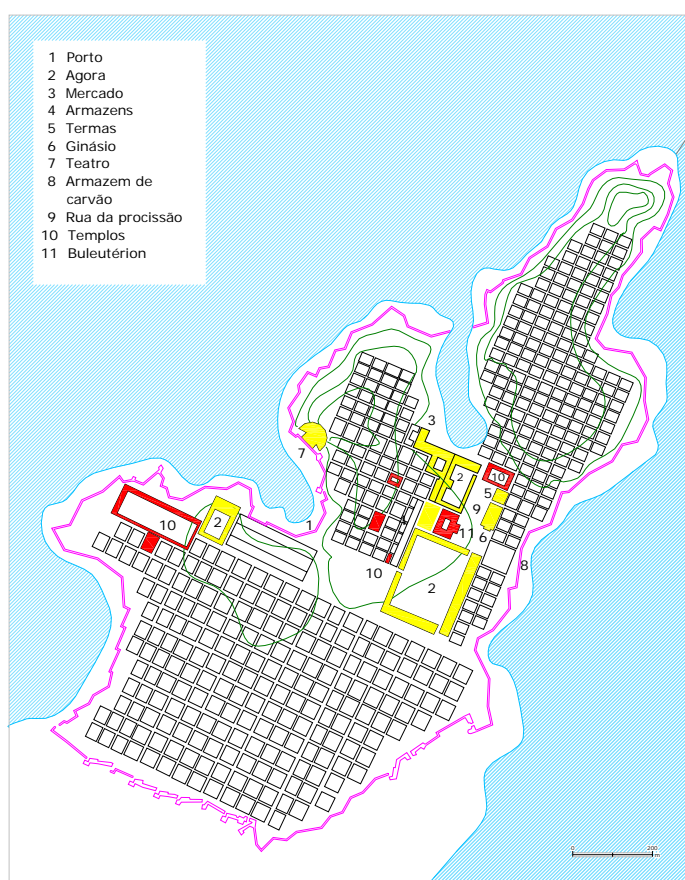 1 Porto
2 Agora
3 Mercado
4 Armazens
5 Termas
6 Ginásio
7 Teatro
8 Armazem de
carvão
9 Rua da procissão
10 Templos
11 Buleutérion
3
7
2
10
5
9
1
10
2
11
6
10
8
2
0 200
m